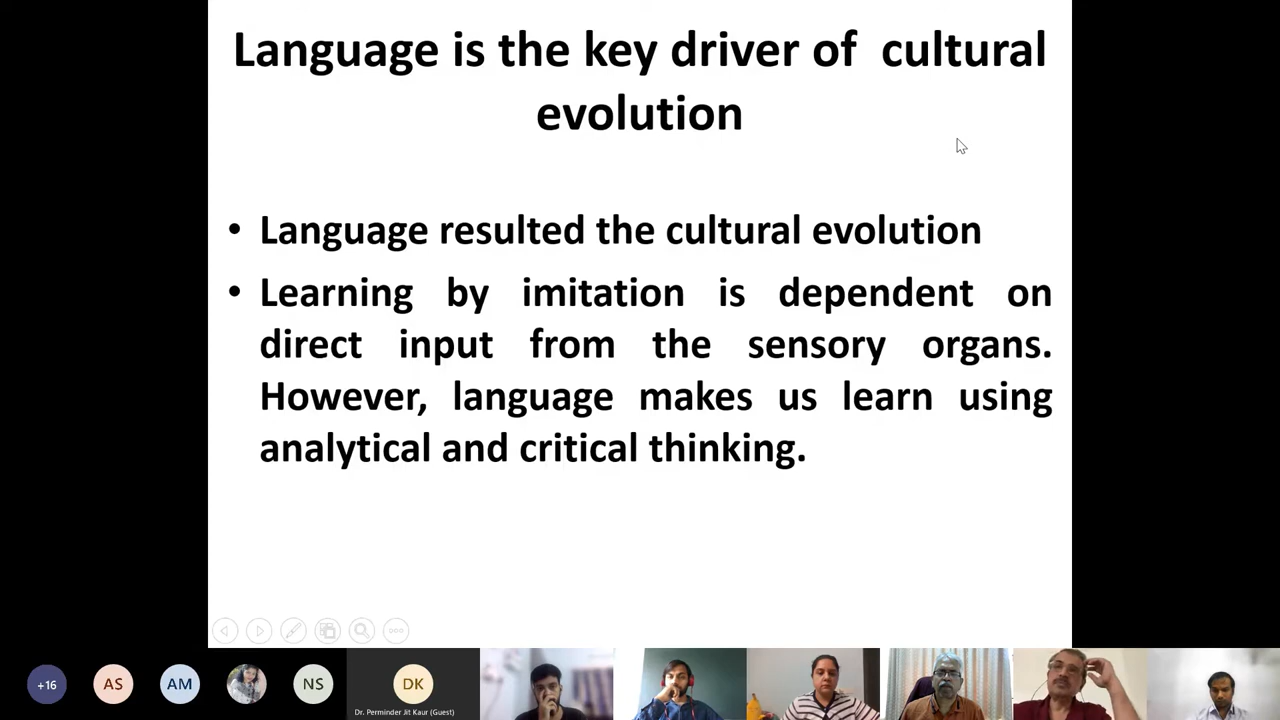 Language is the key driver of cultural
evolution
• Language resulted the cultural evolution
• Learning by imitation is dependent on
direct input from the sensory organs.
However, language makes us learn using
analytical and critical thinking.
+16
AS
AM
NS
DK
Dr. Perminder Jit Kaur (Guest)